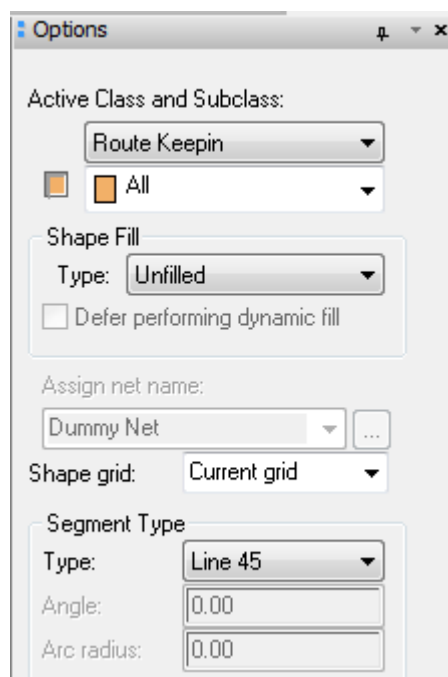 Options
Active Class and Subclass:
Route Keepin
All
Shape Fill
Type: Unfilled
Defer performing dynamic fill
Assign net name:
Dummy Net ...
Shape grid: Current grid
Segment Type
Type: Line 45
Angle: 0.00
Arc radius: 0.00